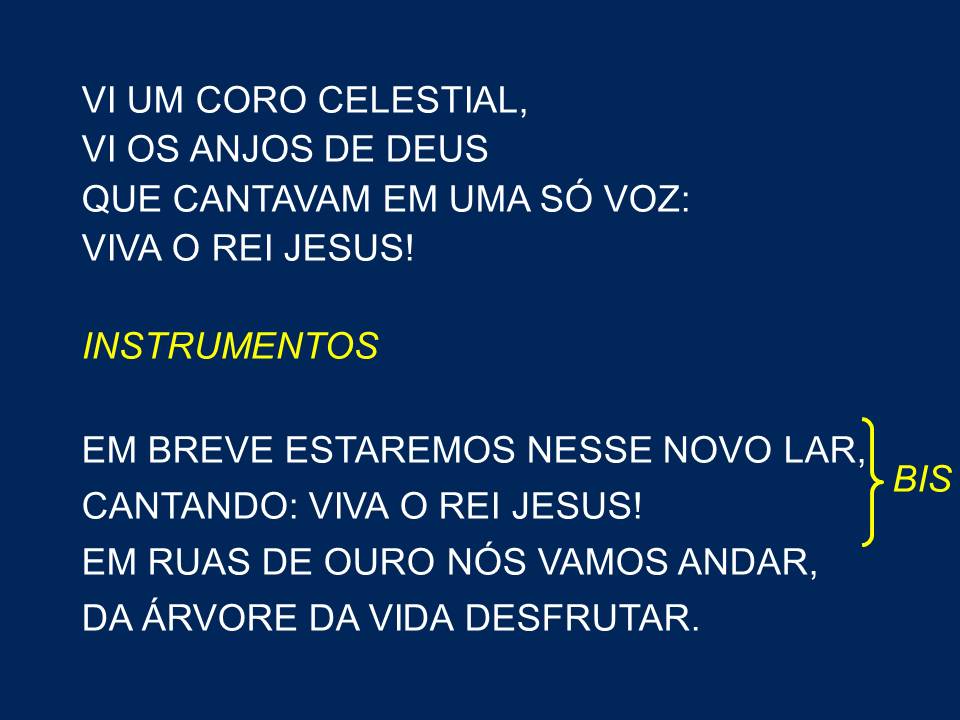 VI UM CORO CELESTIAL,
VI OS ANJOS DE DEUS
QUE CANTAVAM EM UMA SÓ VOZ:
VIVA O REI JESUS!
INSTRUMENTOS
EM BREVE ESTAREMOS NESSE NOVO LAR,
BIS
CANTANDO: VIVA O REI JESUS!
EM RUAS DE OURO NÓS VAMOS ANDAR,
DA ÁRVORE DA VIDA DESFRUTAR.